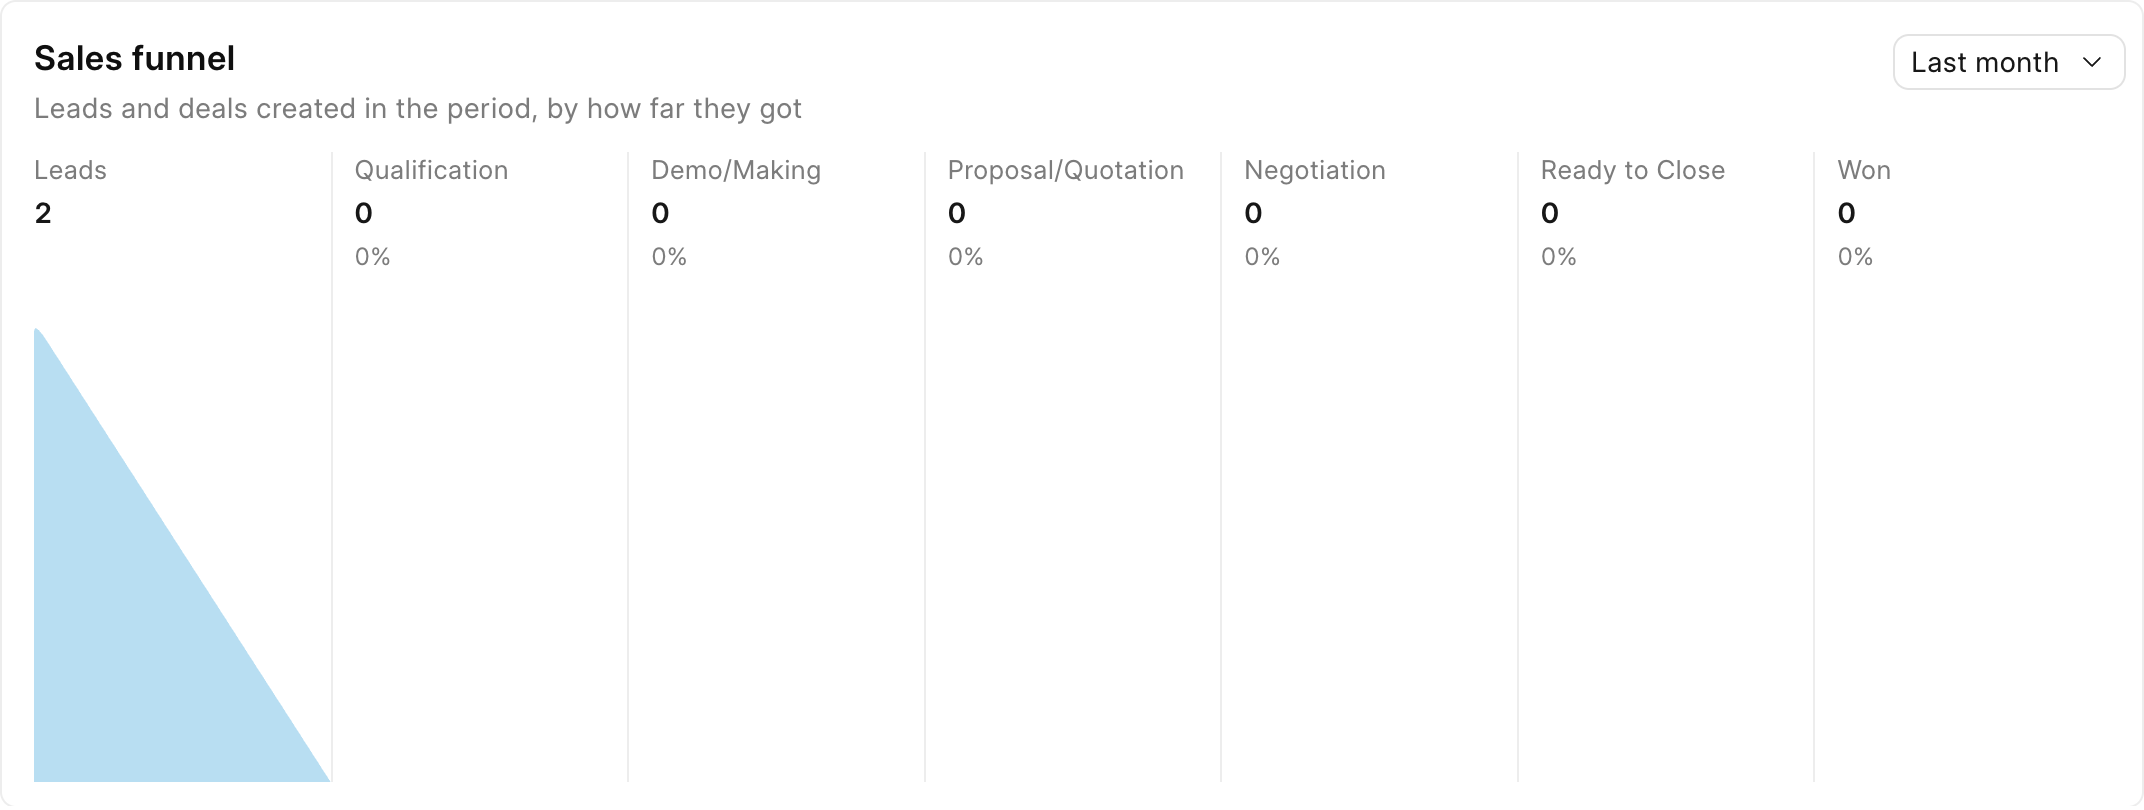 Sales funnel
Last month
Leads and deals created in the period, by how far they got
Leads
2
Qualification
0
0%
Demo/Making
0
0%
Proposal/Quotation
0
0%
Negotiation
0
0%
Ready to Close
0
0%
Won
0
0%